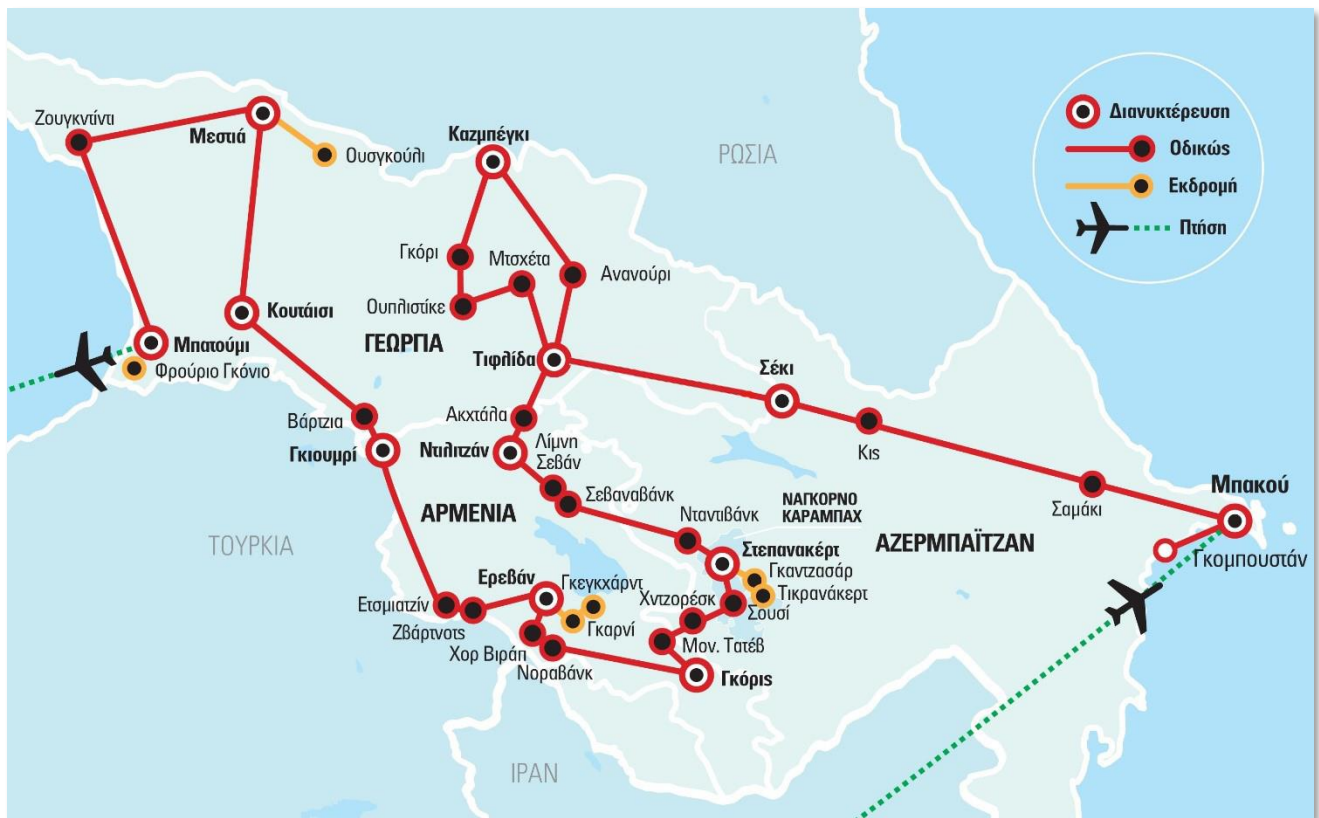 Ζουγκντίντι
Μεστιά
Ουσγκούλι
Καζμπέγκι
ΡΩΣΙΑ
Διανυκτέρευση
Οδικώς
Εκδρομή
Πτήση
Γκόρι
Μτσχέτα
Ανανούρι
Ουπλιστίκε
Κουτάισι
ΓΕΩΡΓΙΑ
Μπατούμι
Φρούριο Γκόνιο
Τιφλίδα
Σέκι
Βάρτζια
Ακχτάλα
Γκιουμρί
Ντιλιτζάν
Λίμνη
Σεβάν
Κις
Σεβαναβάνκ
Σαμάκι
Μπακού
ΝΑΓΚΟΡΝΟ
ΚΑΡΑΜΠΑΧ
ΑΡΜΕΝΙΑ
Νταντιβάνκ
ΑΖΕΡΜΠΑΪΤΖΑΝ
ΤΟΥΡΚΙΑ
Στεπανακέρτ
Γκομπουστάν
Γκαντζασάρ
Ερεβάν
Γκεγκχάρντ
Τικρανάκερτ
Ετσμιατζίν
Χντζορέσκ
Σουσί
Ζβάρτνοτς
Γκαρνί
Χορ Βιράπ
Μον. Τατέβ
Νοραβάνκ
Γκόρις
ΙΡΑΝ